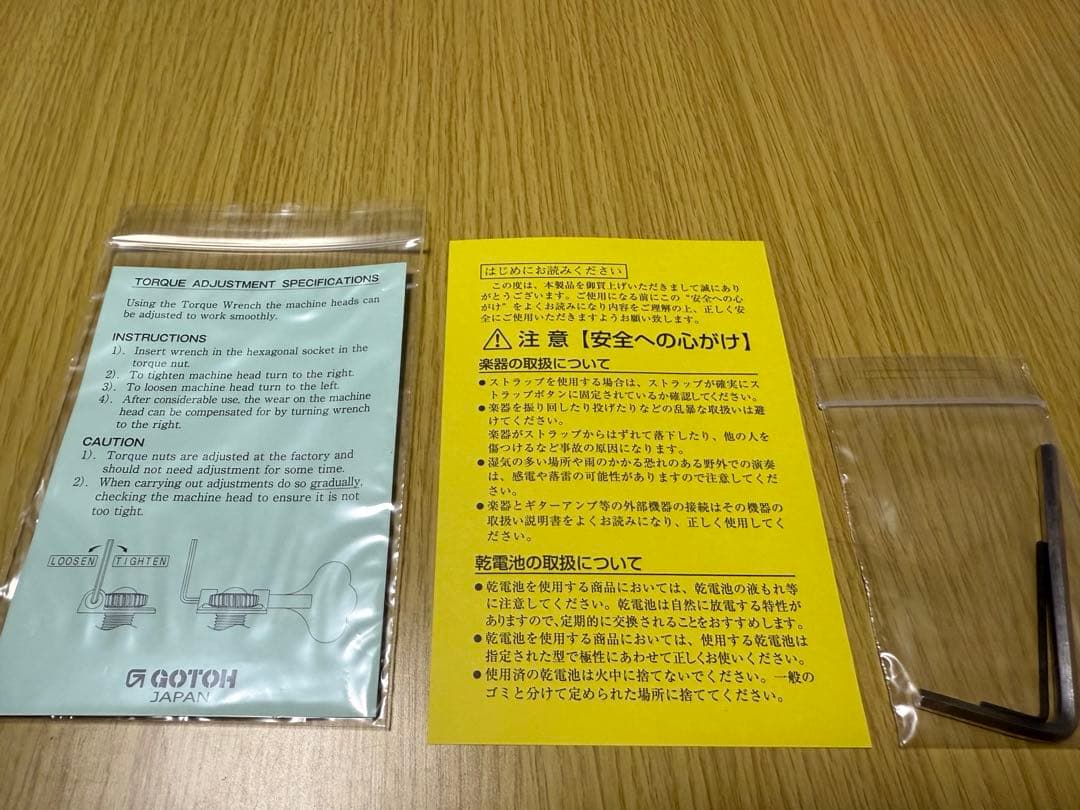 TORQUE ADJUSTMENT SPECIFICATIONS
Using the Torque Wrench the machine heads can
be adjusted to work smoothly.
INSTRUCTIONS
1). Insert wrench in the hexagonal socket in the
torque nut.
2). To tighten machine head turn to the right.
3). To loosen machine head turn to the left.
4). After considerable use, the wear on the machine
head can be compensated for by turning wrench
to the right.
CAUTION
1). Torque nuts are adjusted at the factory and
should not need adjustment for some time.
2). When carrying out adjustments do so gradually,
checking the machine head to ensure it is not
too tight.
LOOSEN TIGHTEN
GOTOH
JAPAN
はじめにお読みください
この度は、本製品を御買上げいただきまして誠にあり
がとうございます。ご使用になる前にこの“安全への心
がけ”をよくお読みになり内容をご理解の上、正しく安
全にご使用いただきますようお願い致します。
注意【安全への心がけ】
楽器の取扱について
●ストラップを使用する場合は、ストラップが確実にス
トラップボタンに固定されているか確認してください。
●楽器を振り回したり投げたりなどの乱暴な取扱いは避
けてください。
楽器がストラップからはずれて落下したり、他の人を
傷つけるなど事故の原因になります。
●湿気の多い場所や雨のかかる恐れのある野外での演奏
は、感電や落雷の可能性がありますので注意してくださ
い。
●楽器とギターアンプ等の外部機器の接続はその機器の
取扱い説明書をよくお読みになり、正しく使用してくだ
さい。
乾電池の取扱について
●乾電池を使用する商品においては、乾電池の液もれ等
に注意してください。乾電池は自然に放電する特性が
ありますので、定期的に交換されることをおすすめします。
●乾電池を使用する商品においては、使用する乾電池は
指定された型で極性にあわせて正しくお使いください。
●使用済の乾電池は火中に捨てないでください。一般の
ゴミと分けて定められた場所に捨ててください。